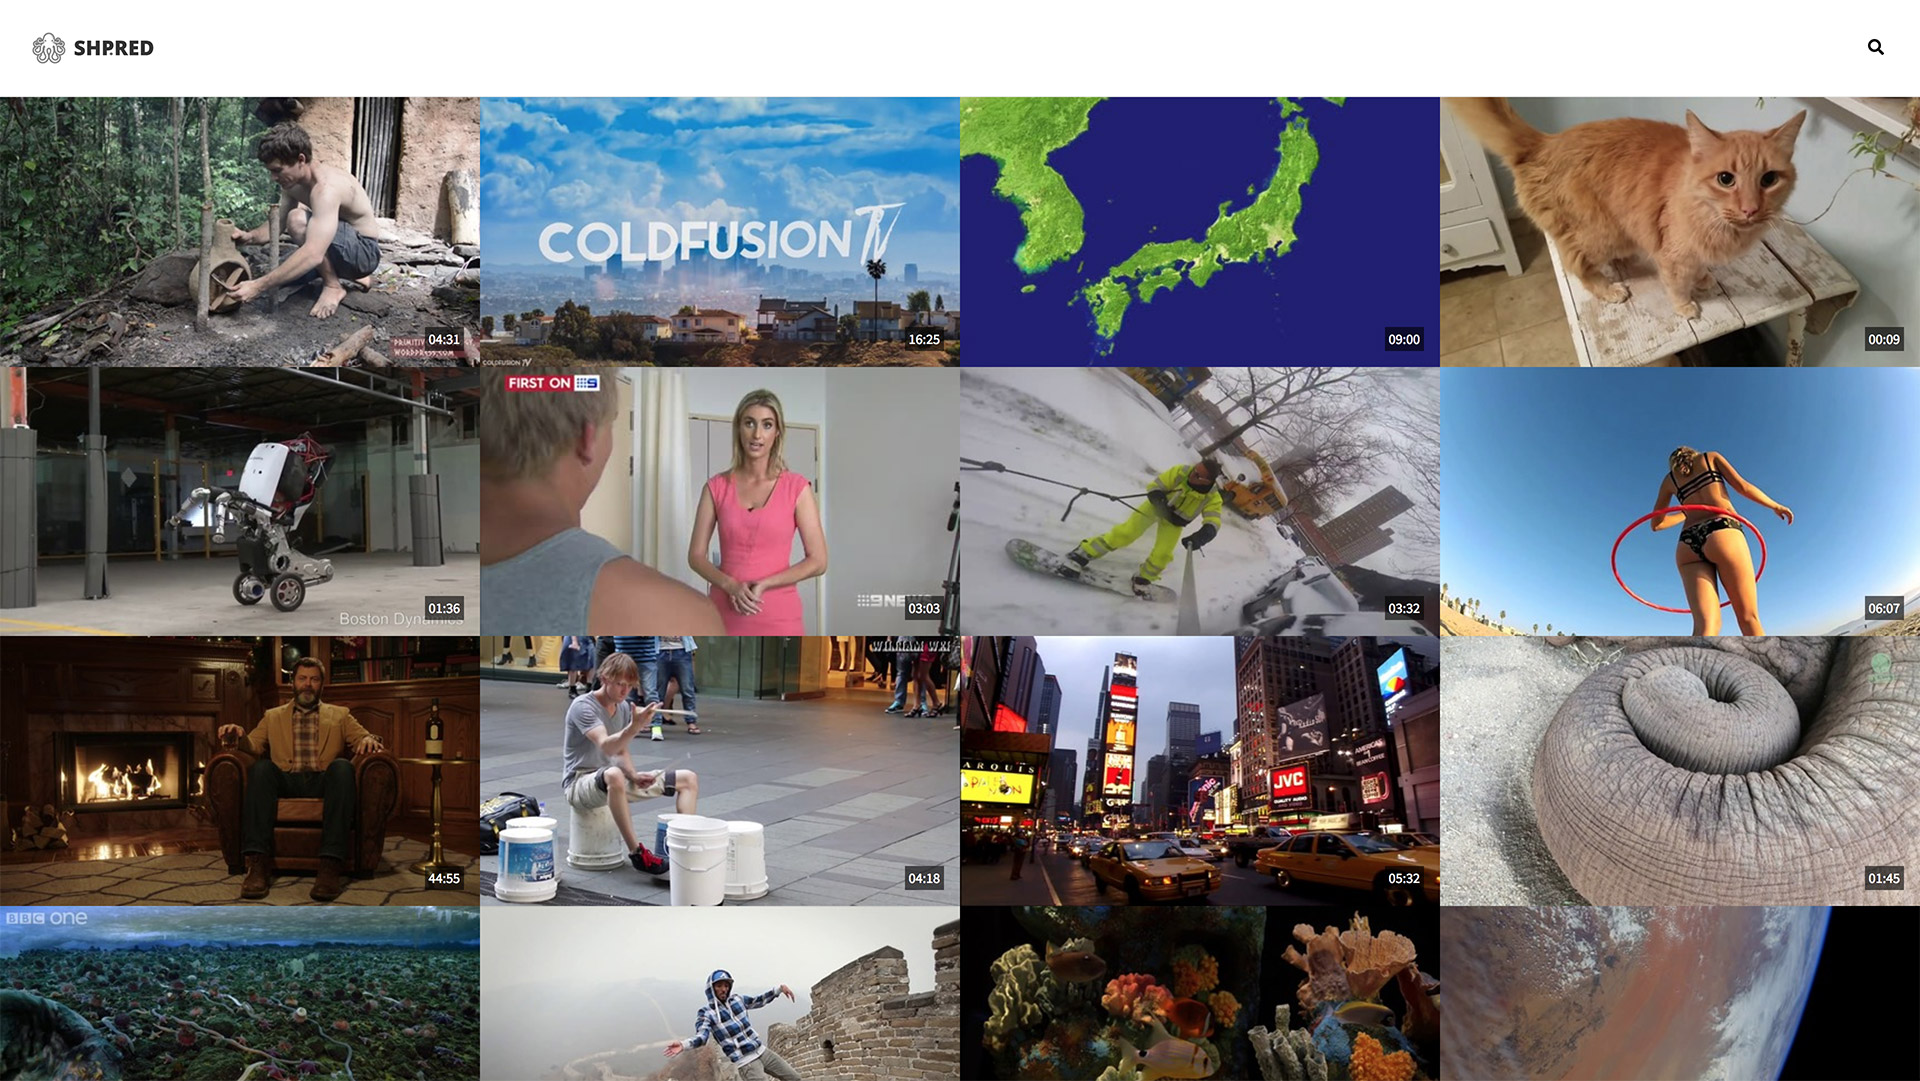 SHPRED
PRIMITIVE
WORDPRESS.COM
04:31
COLDFUSION TV
COLDFUSION TV
16:25
09:00
00:09
Boston Dynamics
01:36
FIRST ON 9
9NEWS
03:03
03:32
06:07
44:55
04:18
MARQUIS
JVC
05:32
01:45
BBC one